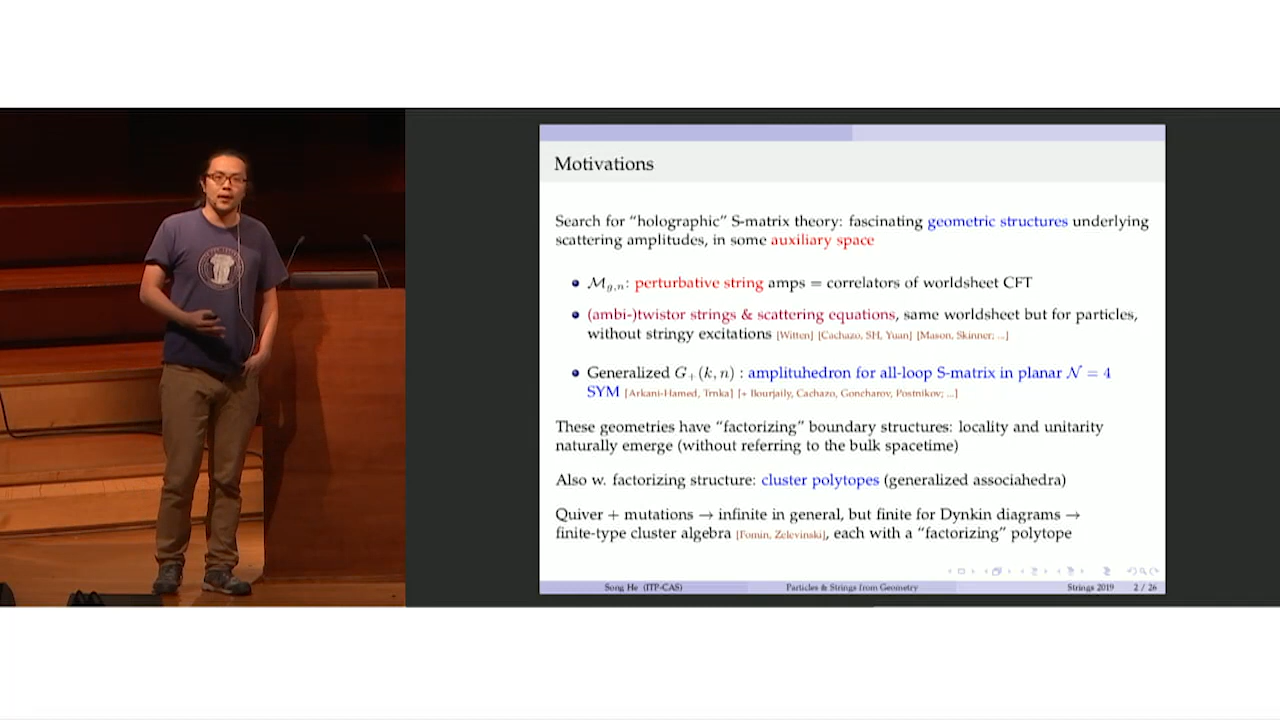 Motivations
Search for “holographic” S-matrix theory: fascinating geometric structures underlying
scattering amplitudes, in some auxiliary space
ℳg,n: perturbative string amps = correlators of worldsheet CFT
(ambi-)twistor strings & scattering equations, same worldsheet but for particles,
without stringy excitations [Witten] [Cachazo, SH, Yuan] [Mason, Skinner; ...]
Generalized G+(k, n) : amplituhedron for all-loop S-matrix in planar 𝒩 = 4
SYM [Arkani-Hamed, Trnka] [+ Bourjaily, Cachazo, Goncharov, Postnikov; ...]
These geometries have “factorizing” boundary structures: locality and unitarity
naturally emerge (without referring to the bulk spacetime)
Also w. factorizing structure: cluster polytopes (generalized associahedra)
Quiver + mutations → infinite in general, but finite for Dynkin diagrams →
finite-type cluster algebra [Fomin, Zelevinski], each with a “factorizing” polytope
Song He (ITP-CAS) Particles & Strings from Geometry Strings 2019 2 / 26